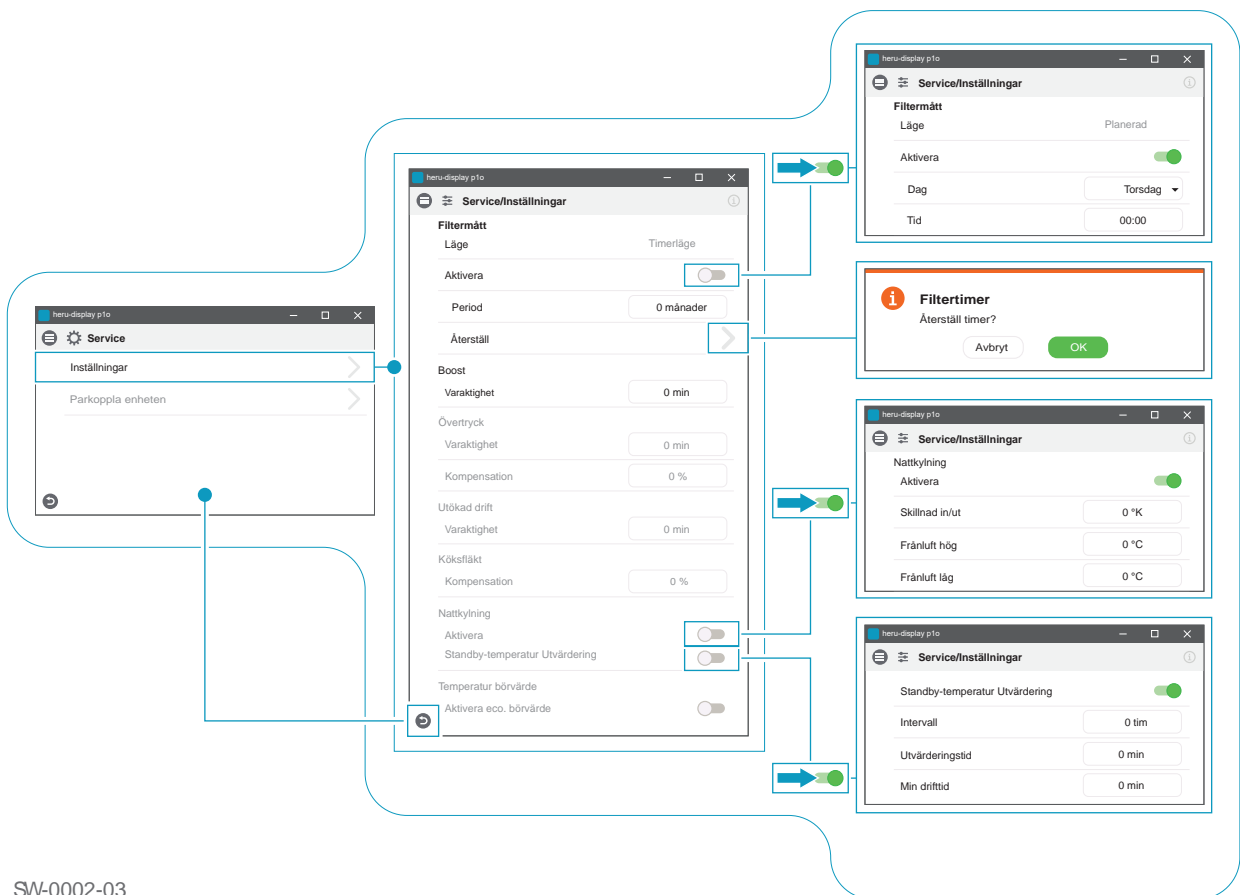 heru-display p1o
Service
Inställningar
Parkoppla enheten
heru-display p1o
Service/Inställningar
Filtermått
Läge Timerläge
Aktivera
Period 0 månader
Återställ
Boost
Varaktighet 0 min
Övertryck
Varaktighet 0 min
Kompensation 0 %
Utökad drift
Varaktighet 0 min
Köksfläkt
Kompensation 0 %
Nattkylning
Aktivera
Standby-temperatur Utvärdering
Temperatur börvärde
Aktivera eco. börvärde
heru-display p1o
Service/Inställningar
Filtermått
Läge Planerad
Aktivera
Dag Torsdag
Tid 00:00
Filtertimer
Återställ timer?
Avbryt OK
heru-display p1o
Service/Inställningar
Nattkylning
Aktivera
Skillnad in/ut 0 °K
Frånluft hög 0 °C
Frånluft låg 0 °C
heru-display p1o
Service/Inställningar
Standby-temperatur Utvärdering
Intervall 0 tim
Utvärderingstid 0 min
Min drifttid 0 min
SW-0002-03